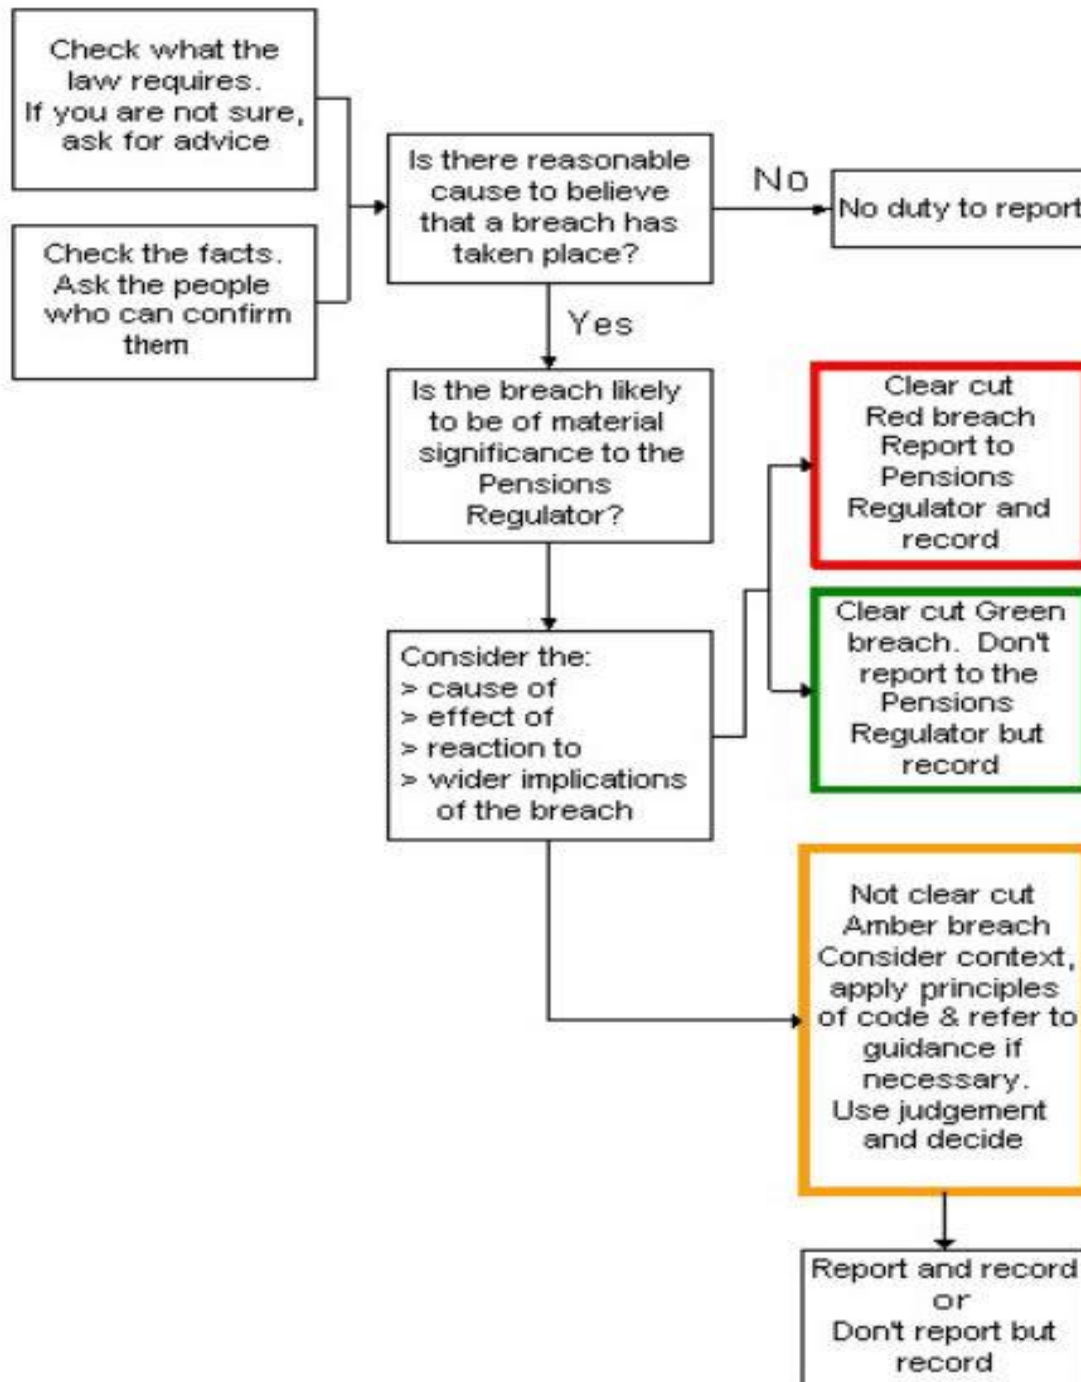 Check what the
law requires.
If you are not sure,
ask for advice
Check the facts.
Ask the people
who can confirm
them
Is there reasonable
cause to believe
that a breach has
taken place?
No
No duty to report
Yes
Is the breach likely
to be of material
significance to the
Pensions
Regulator?
Consider the:
> cause of
> effect of
> reaction to
> wider implications
of the breach
Clear cut
Red breach
Report to
Pensions
Regulator and
record
Clear cut Green
breach. Don't
report to the
Pensions
Regulator but
record
Not clear cut
Amber breach
Consider context,
apply principles
of code & refer to
guidance if
necessary.
Use judgement
and decide
Report and record
or
Don't report but
record